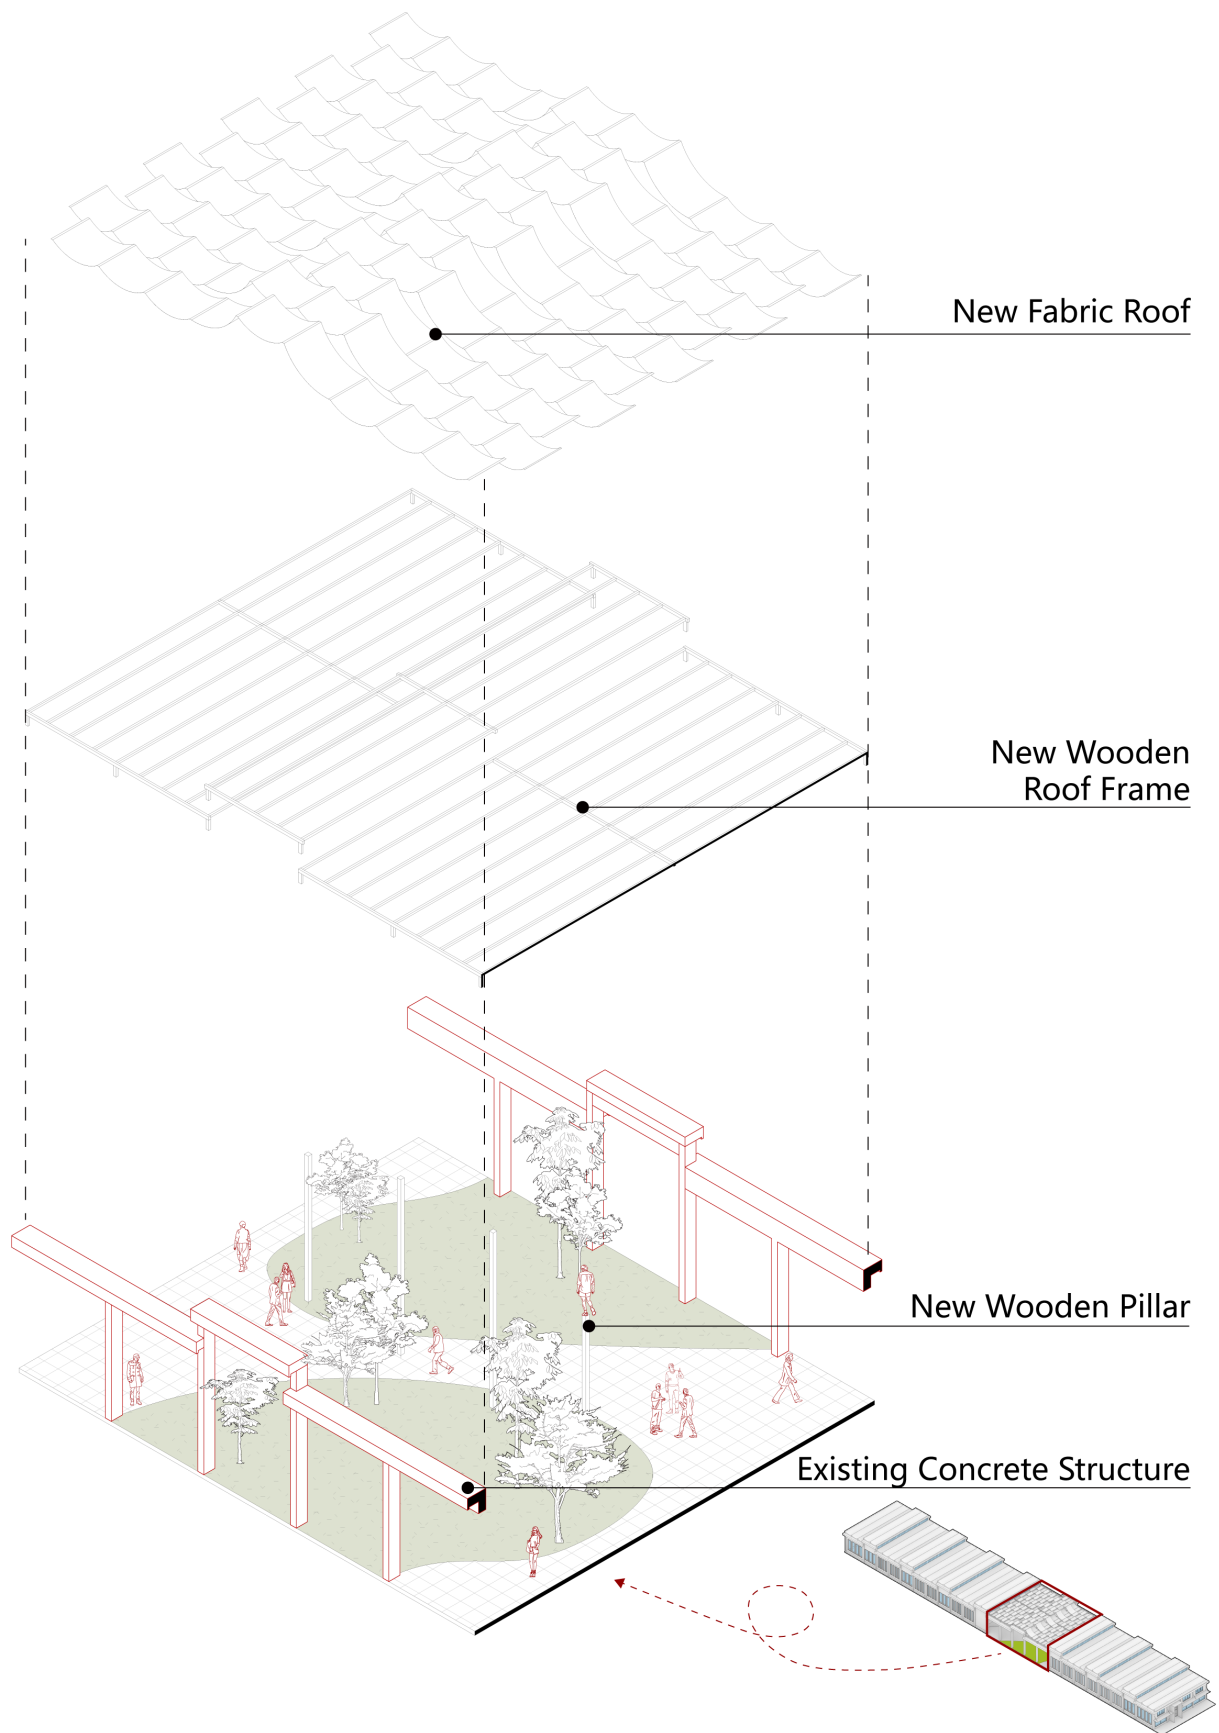 New Fabric Roof
New Wooden
Roof Frame
New Wooden Pillar
Existing Concrete Structure